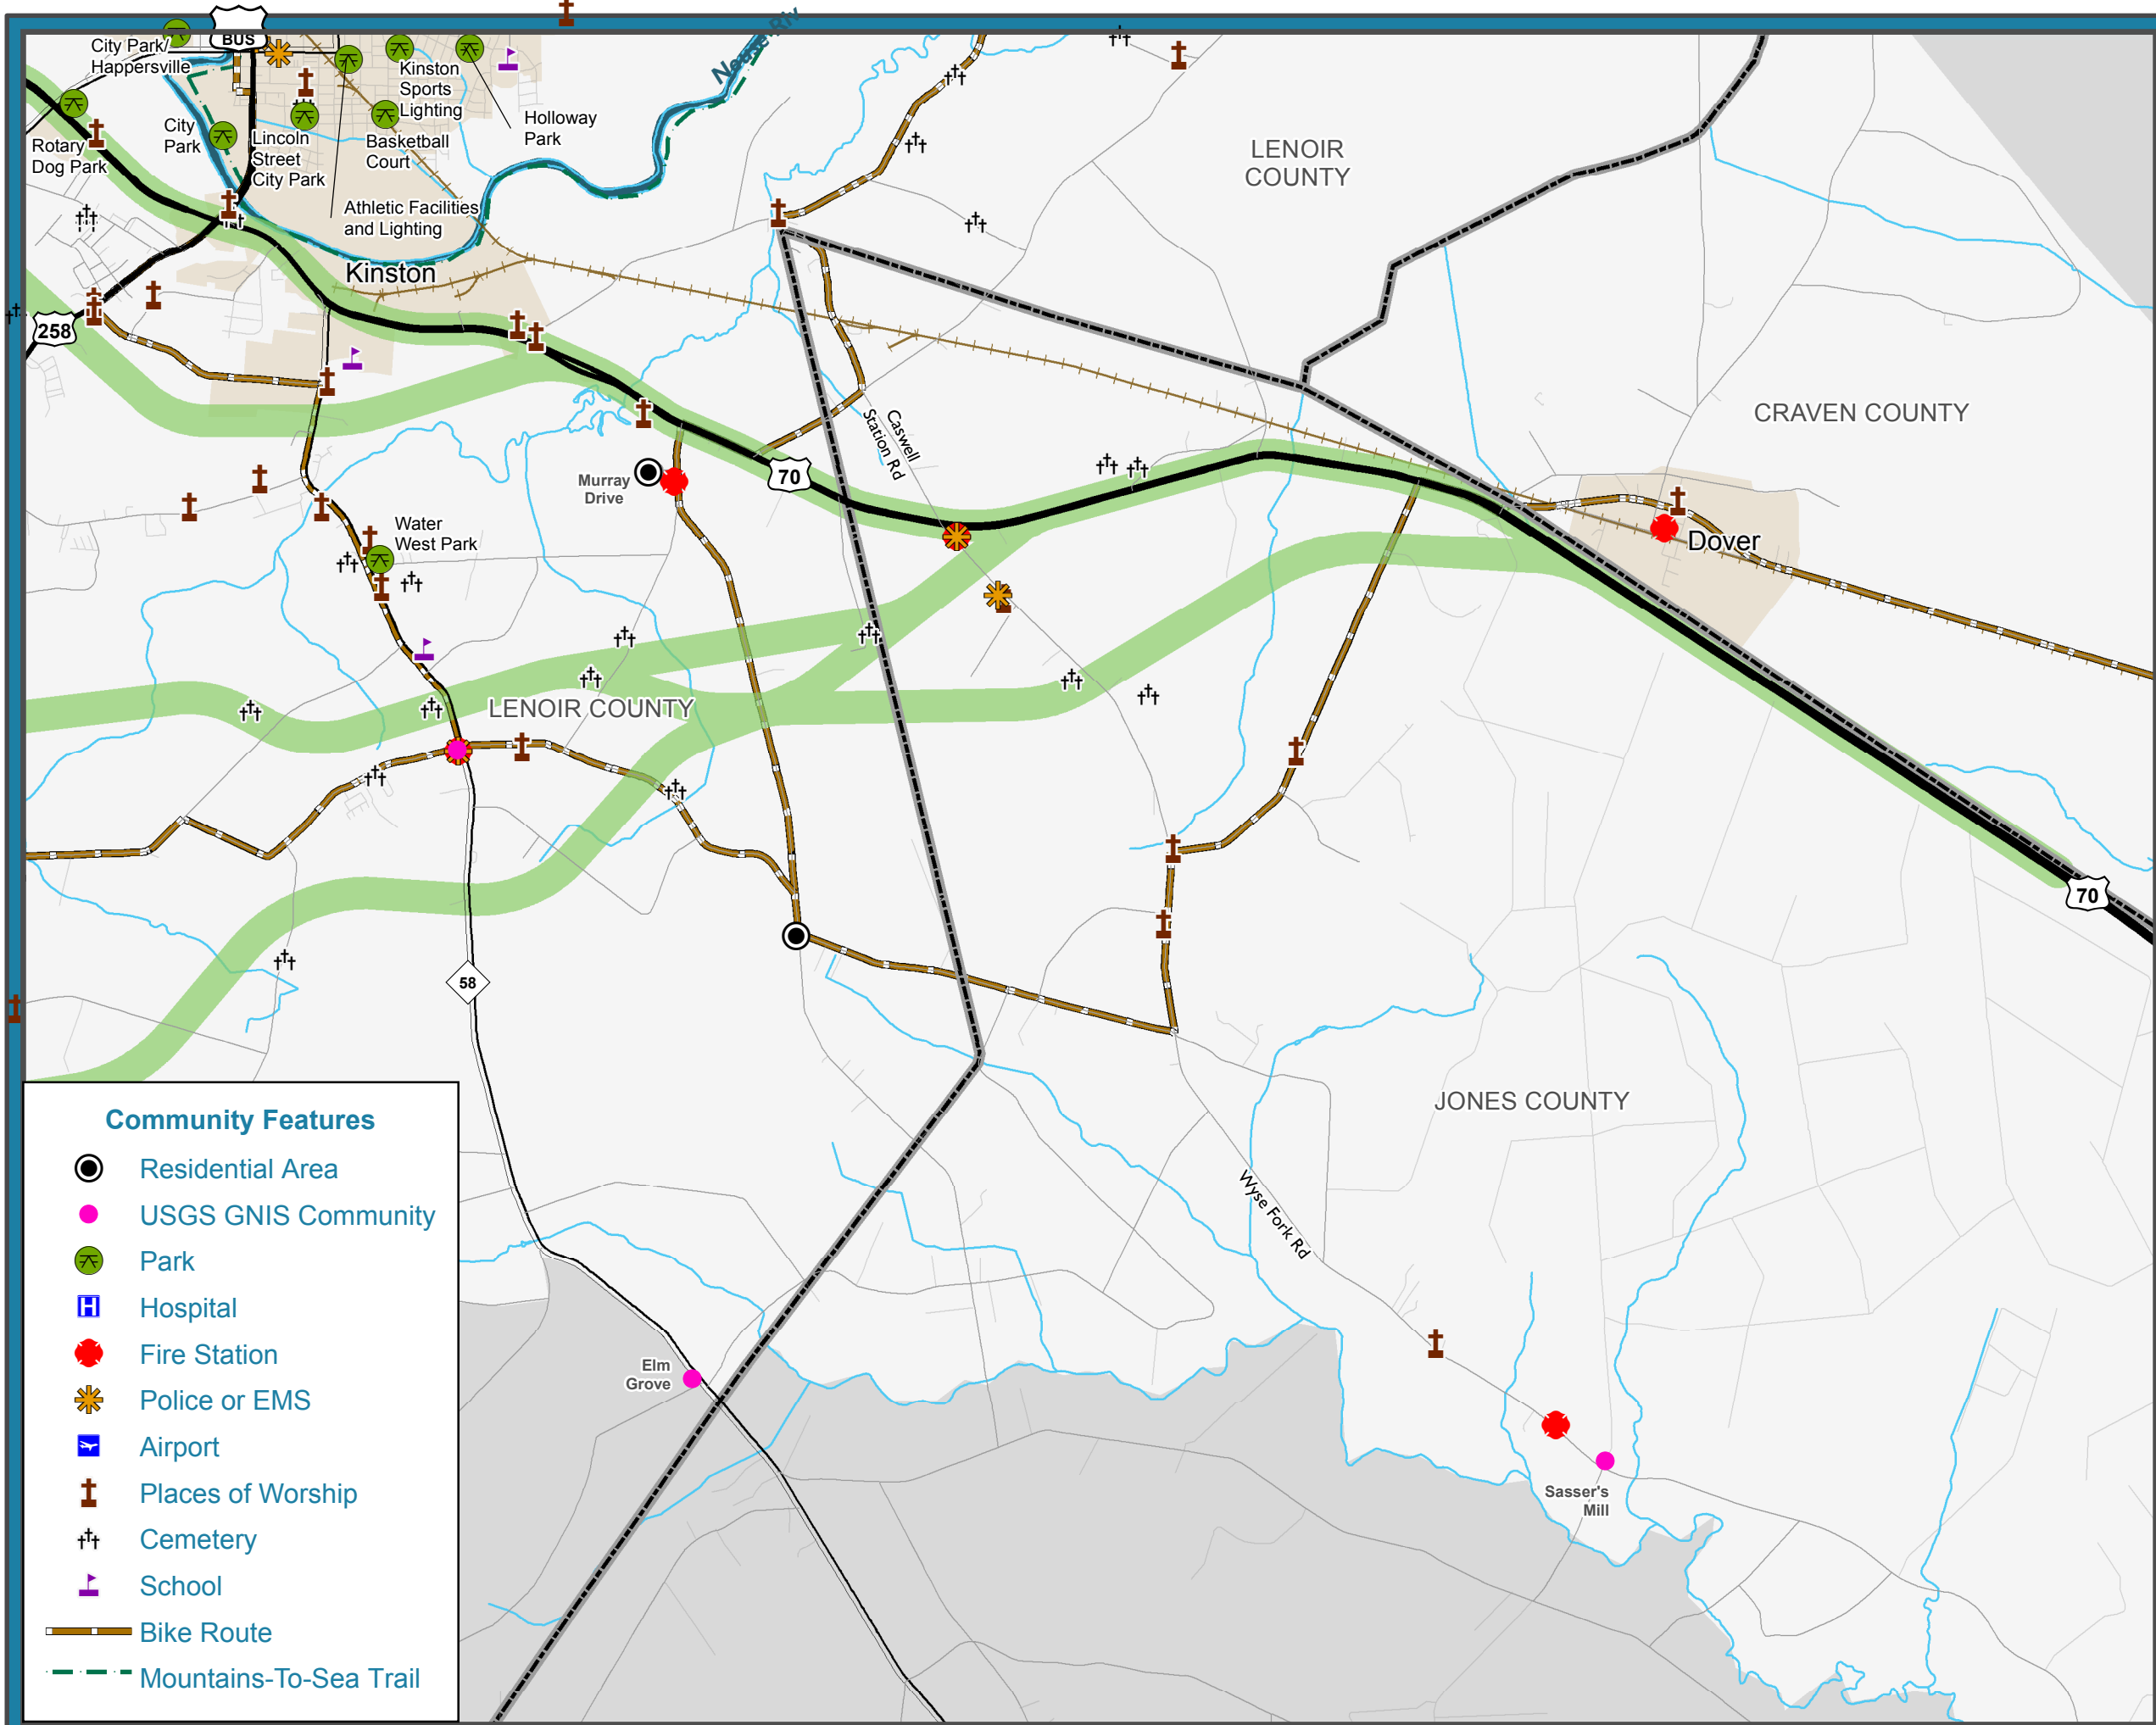 BUS
City Park/
Happersville
Kinston
Sports
Lighting
Neuse Riv
Holloway
Park
City
Park
Lincoln
Street
City Park
Basketball
Court
Rotary
Dog Park
Athletic Facilities
and Lighting
LENOIR
COUNTY
Kinston
258
CRAVEN COUNTY
Caswell
Station Rd
70
Murray
Drive
Water
West Park
Dover
LENOIR COUNTY
70
58
JONES COUNTY
Wyse Fork Rd
Elm
Grove
Sasser's
Mill
Community Features
Residential Area
USGS GNIS Community
Park
H Hospital
Fire Station
Police or EMS
Airport
Places of Worship
Cemetery
School
Bike Route
Mountains-To-Sea Trail